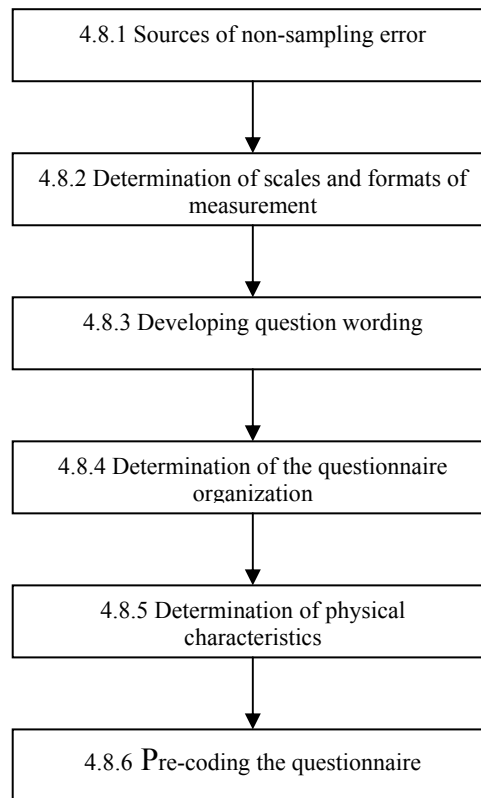 4.8.1 Sources of non-sampling error
4.8.2 Determination of scales and formats of
measurement
4.8.3 Developing question wording
4.8.4 Determination of the questionnaire
organization
4.8.5 Determination of physical
characteristics
4.8.6 Pre-coding the questionnaire